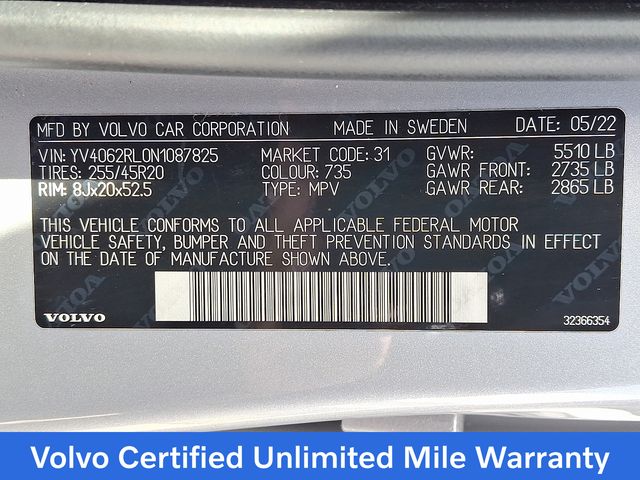 MFD BY VOLVO CAR CORPORATION MADE IN SWEDEN DATE: 05/22
VIN: YV4062RL0N1087825 MARKET CODE: 31 GVWR: 5510 LB
TIRES: 255/45R20 COLOUR: 735 GAWR FRONT: 2735 LB
RIM: 8Jx20x52.5 TYPE: MPV GAWR REAR: 2865 LB
THIS VEHICLE CONFORMS TO ALL APPLICABLE FEDERAL MOTOR
VEHICLE SAFETY, BUMPER AND THEFT PREVENTION STANDARDS IN EFFECT
ON THE DATE OF MANUFACTURE SHOWN ABOVE.
VOLVO 32366354
Volvo Certified Unlimited Mile Warranty